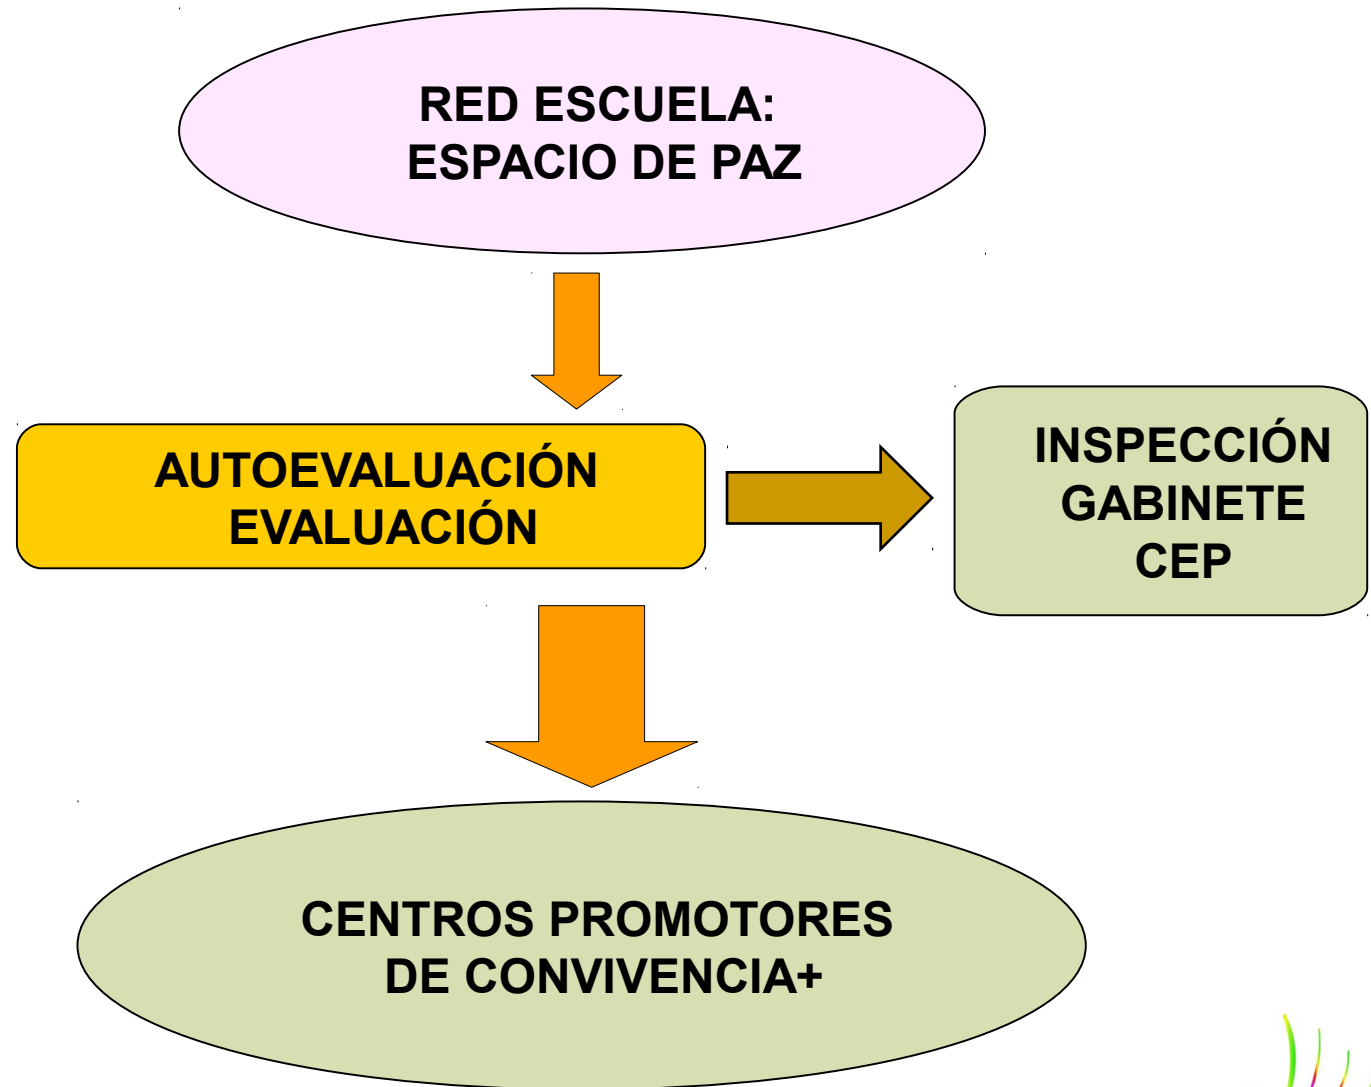 RED ESCUELA:
ESPACIO DE PAZ
AUTOEVALUACIÓN
EVALUACIÓN
INSPECCIÓN
GABINETE
CEP
CENTROS PROMOTORES
DE CONVIVENCIA+